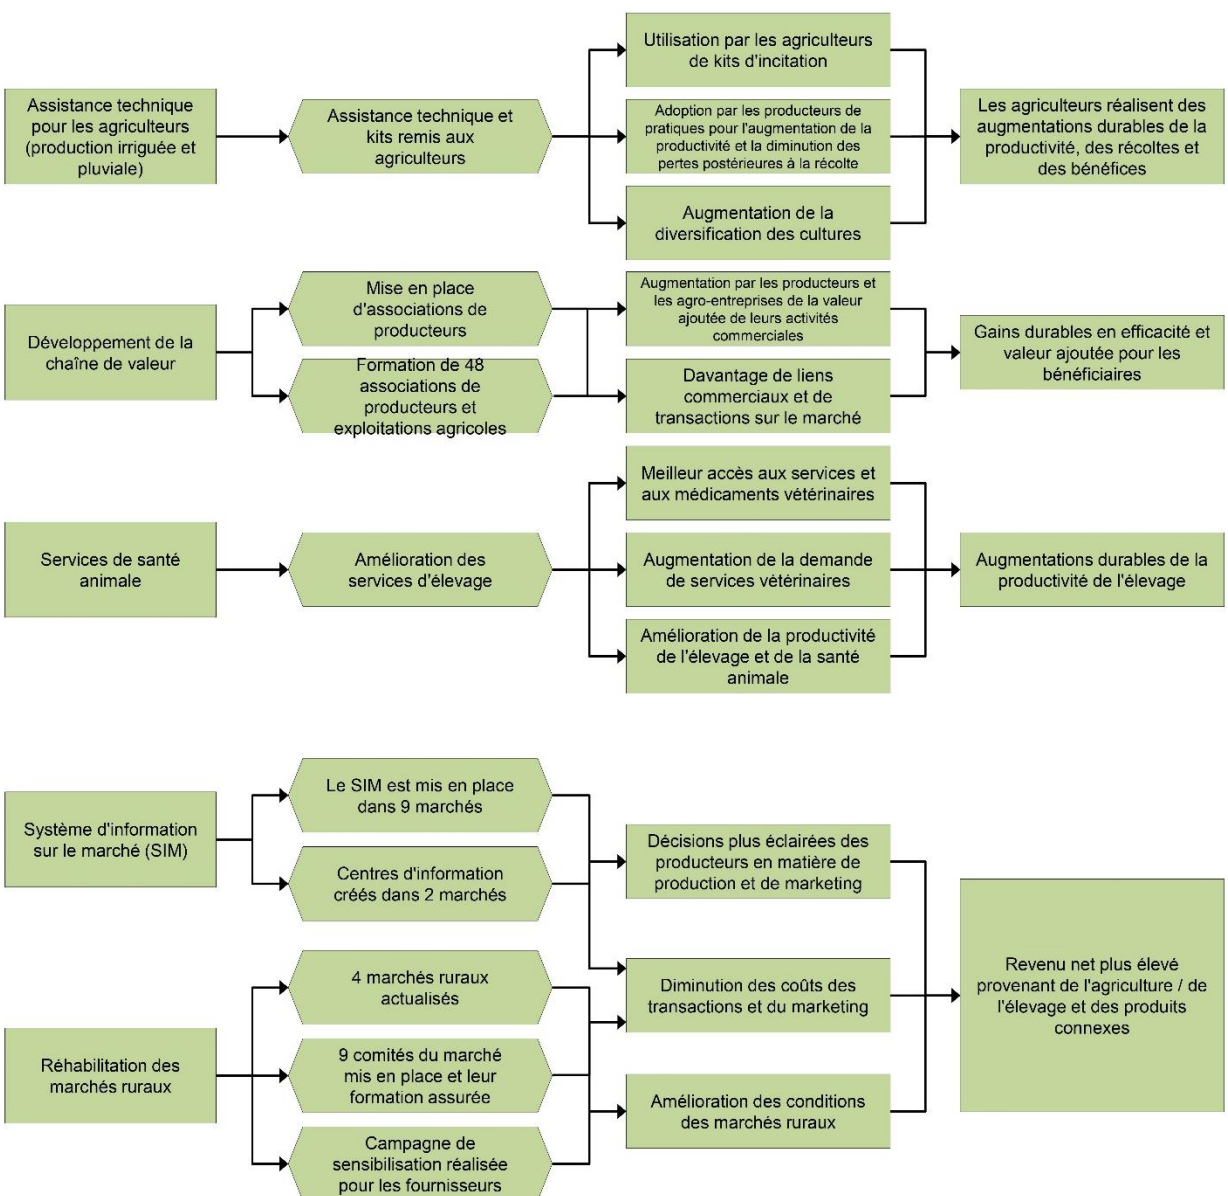 Utilisation par les agriculteurs
de kits d'incitation
Assistance technique
pour les agriculteurs
(production irriguée et
pluviale)
Assistance technique et
kits remis aux
agriculteurs
Adoption par les producteurs de
pratiques pour l'augmentation de la
productivité et la diminution des
pertes postérieures à la récolte
Les agriculteurs réalisent des
augmentations durables de la
productivité, des récoltes et
des bénéfices
Augmentation de la
diversification des cultures
Développement de la
chaîne de valeur
Mise en place
d'associations de
producteurs
Formation de 48
associations de
producteurs et
exploitations agricoles
Augmentation par les producteurs et
les agro-entreprises de la valeur
ajoutée de leurs activités
commerciales
Davantage de liens
commerciaux et de
transactions sur le marché
Gains durables en efficacité et
valeur ajoutée pour les
bénéficiaires
Services de santé
animale
Amélioration des
services d'élevage
Meilleur accès aux services et
aux médicaments vétérinaires
Augmentation de la demande
de services vétérinaires
Amélioration de la productivité
de l'élevage et de la santé
animale
Augmentations durables de la
productivité de l'élevage
Système d'information
sur le marché (SIM)
Le SIM est mis en place
dans 9 marchés
Centres d'information
créés dans 2 marchés
Décisions plus éclairées des
producteurs en matière de
production et de marketing
Réhabilitation des
marchés ruraux
4 marchés ruraux
actualisés
9 comités du marché
mis en place et leur
formation assurée
Campagne de
sensibilisation réalisée
pour les fournisseurs
Diminution des coûts des
transactions et du marketing
Amélioration des conditions
des marchés ruraux
Revenu net plus élevé
provenant de l'agriculture / de
l'élevage et des produits
connexes